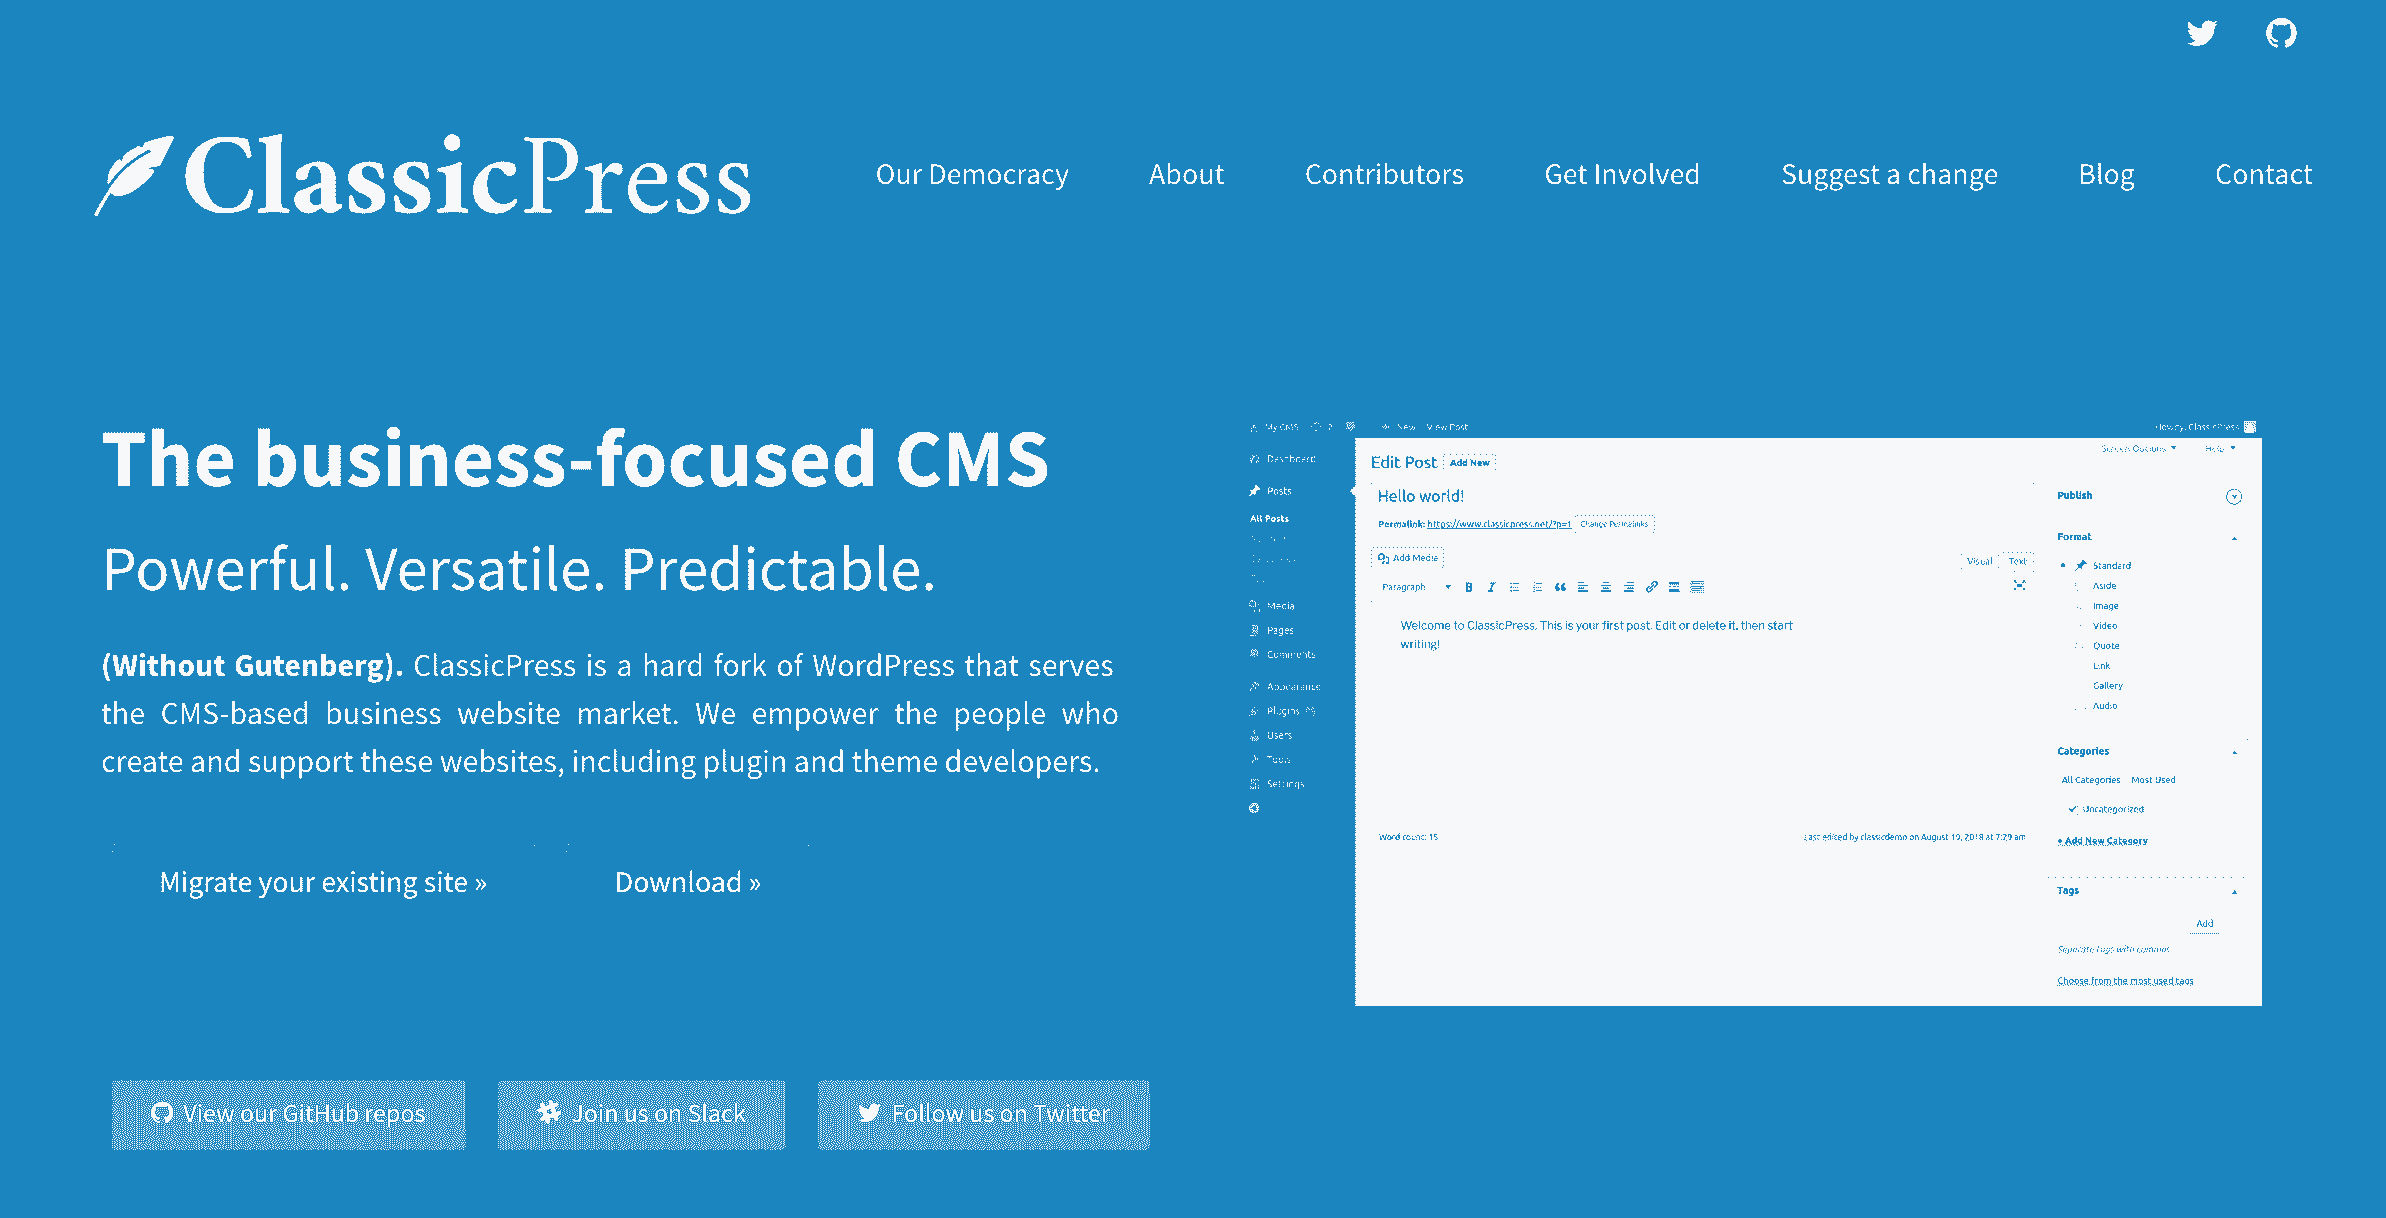 ClassicPress
Our Democracy About Contributors Get Involved Suggest a change Blog Contact
The business-focused CMS
Powerful. Versatile. Predictable.
(Without Gutenberg). ClassicPress is a hard fork of WordPress that serves
the CMS-based business website market. We empower the people who
create and support these websites, including plugin and theme developers.
Migrate your existing site » Download »
View our GitHub repos Join us on Slack Follow us on Twitter
My CMS 2 New View Post Howdy, ClassicPress
Dashboard
Posts
All Posts
Media
Pages
Comments
Appearance
Plugins
Users
Tools
Settings
Screen Options Help
Edit Post Add New
Hello world!
Permalink: https://www.classicpress.net/?p=1 Change Permalinks
Add Media
Visual Text
Paragraph B I
Welcome to ClassicPress. This is your first post. Edit or delete it, then start
writing!
Word count: 15 Last edited by classicdemo on August 19, 2018 at 7:29 am
Publish
Format
Standard
Aside
Image
Video
Quote
Link
Gallery
Audio
Categories
All Categories Most Used
Uncategorized
+ Add New Category
Tags
Add
Separate tags with commas
Choose from the most used tags